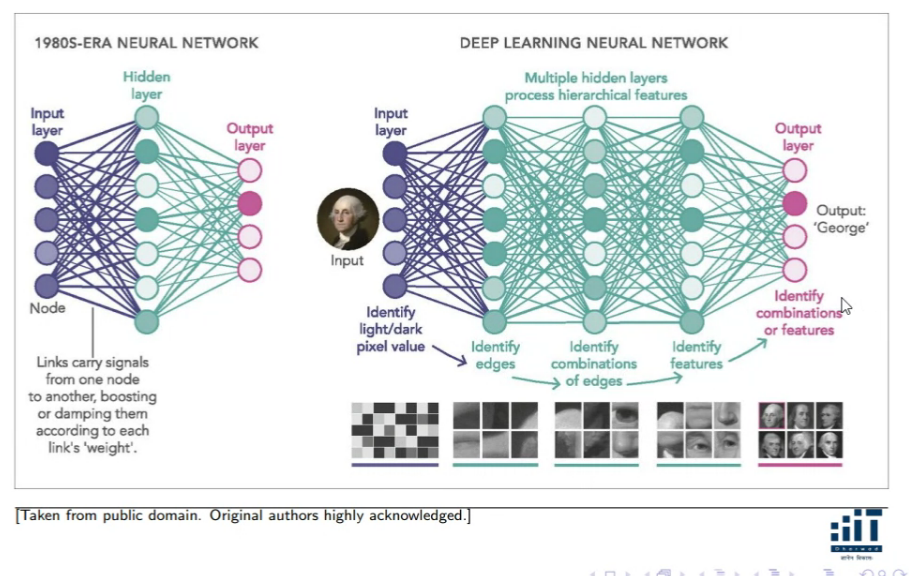 1980S-ERA NEURAL NETWORK
Hidden
layer
Input
layer
Output
layer
Node
Links carry signals
from one node
to another, boosting
or damping them
according to each
link's 'weight'.
DEEP LEARNING NEURAL NETWORK
Multiple hidden layers
process hierarchical features
Input
layer
Output
layer
Input
Output:
'George'
Identify
light/dark
pixel value
Identify
edges
Identify
combinations
of edges
Identify
features
Identify
combinations
or features
[Taken from public domain. Original authors highly acknowledged.]
iiIT
Dharwad